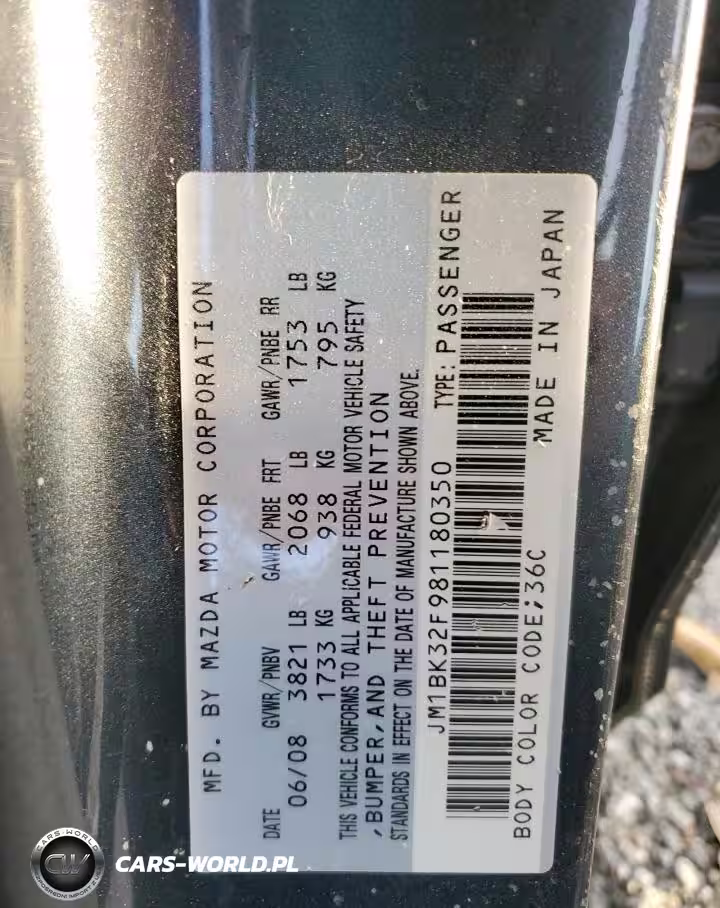 MFD. BY MAZDA MOTOR CORPORATION
DATE GVWR/PNBV GAWR/PNBE FRT GAWR/PNBE RR
06/08 3821 LB 2068 LB 1753 LB
1733 KG 938 KG 795 KG
THIS VEHICLE CONFORMS TO ALL APPLICABLE FEDERAL MOTOR VEHICLE SAFETY
,BUMPER,AND THEFT PREVENTION
STANDARDS IN EFFECT ON THE DATE OF MANUFACTURE SHOWN ABOVE.
JM1BK32F981180350 TYPE: PASSENGER
BODY COLOR CODE;36C MADE IN JAPAN
CARS-WORLD.PL
CARS-WORLD
CW